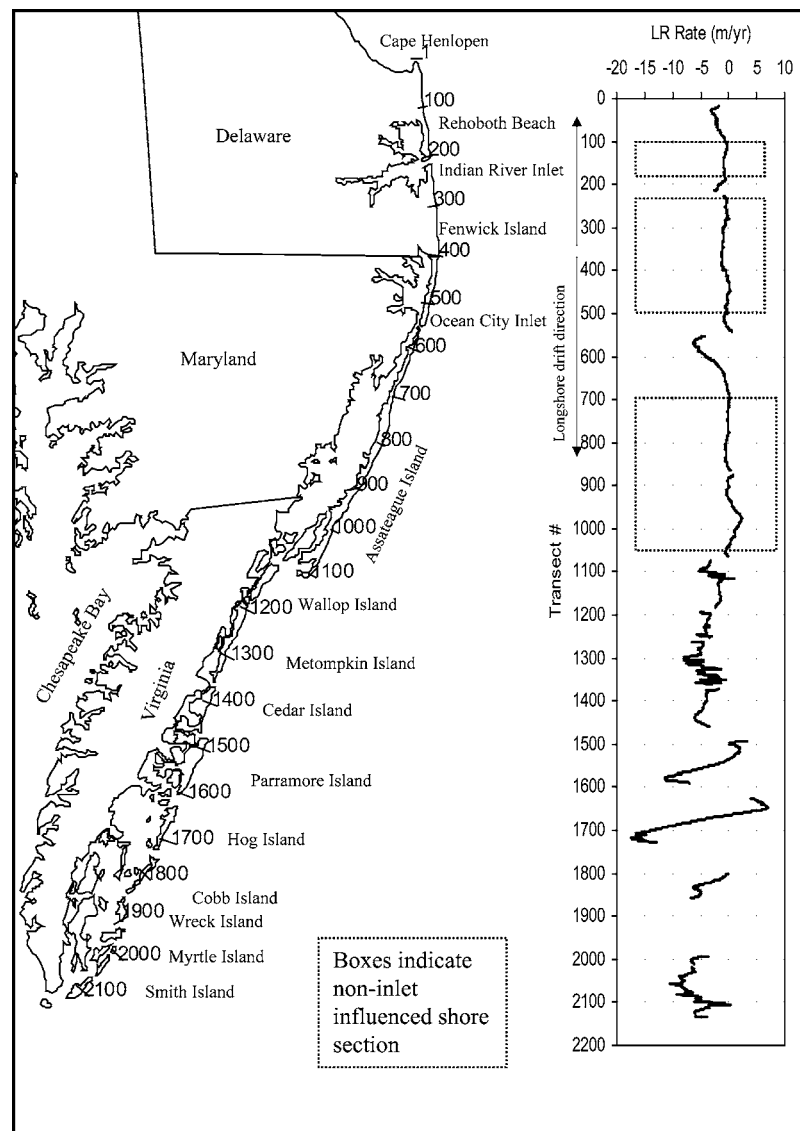 Cape Henlopen
1
100
Rehoboth Beach
Delaware
200
Indian River Inlet
300
Fenwick Island
400
500
Ocean City Inlet
600
Maryland
700
800
900
Assateague Island
1000
1100
Wallop Island
1200
Chesapeake Bay
Virginia
1300
Metompkin Island
1400
Cedar Island
1500
Parramore Island
1600
1700
Hog Island
1800
Cobb Island
1900
Wreck Island
2000
Myrtle Island
2100
Smith Island
Boxes indicate
non-inlet
influenced shore
section
LR Rate (m/yr)
-20 -15 -10 -5 0 5 10
Longshore drift direction
Transect #
0
100
200
300
400
500
600
700
800
900
1000
1100
1200
1300
1400
1500
1600
1700
1800
1900
2000
2100
2200